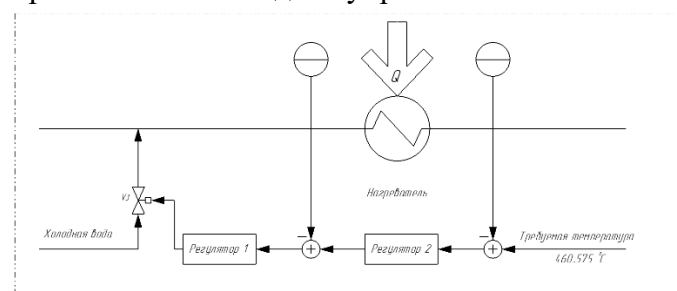 Q
V3
Нагреватель
Холодная вода
Регулятор 1
Регулятор 2
Требуемая температура
460.575 °C